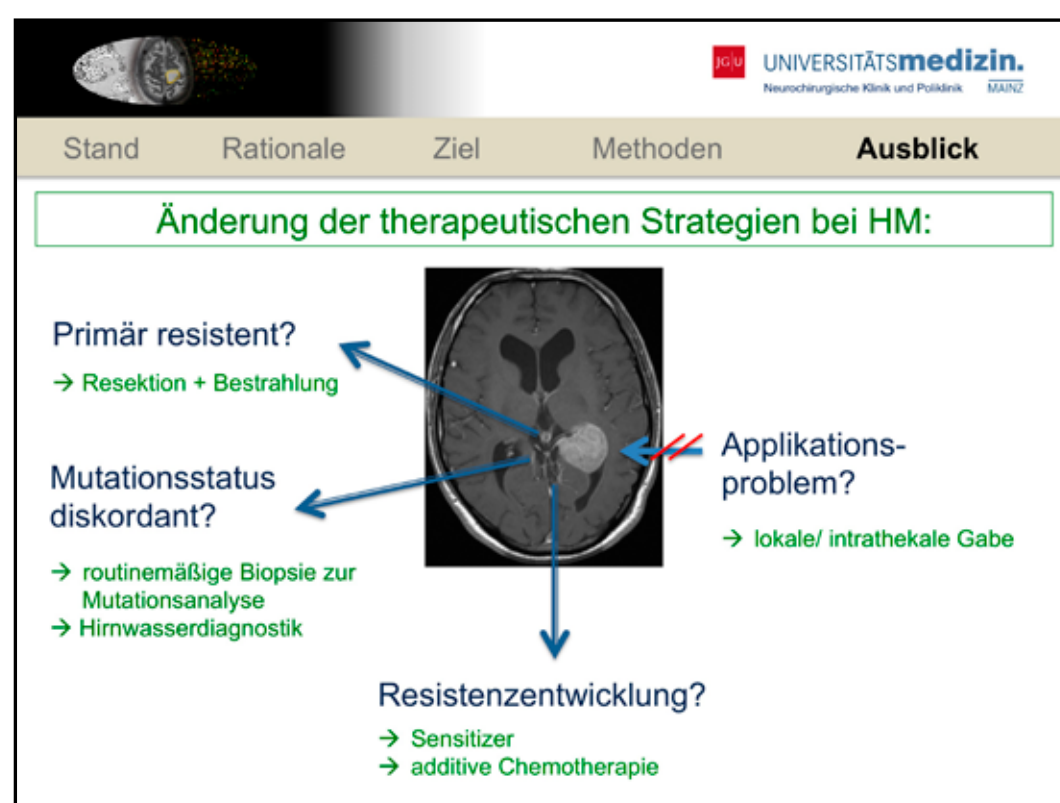 JG|U
UNIVERSITÄTSmedizin.
Neurochirurgische Klinik und Poliklinik MAINZ
Stand Rationale Ziel Methoden Ausblick
Änderung der therapeutischen Strategien bei HM:
Primär resistent?
→ Resektion + Bestrahlung
Mutationsstatus
diskordant?
→ routinemäßige Biopsie zur
Mutationsanalyse
→ Hirnwasserdiagnostik
Applikations-
problem?
→ lokale/ intrathekale Gabe
Resistenzentwicklung?
→ Sensitizer
→ additive Chemotherapie